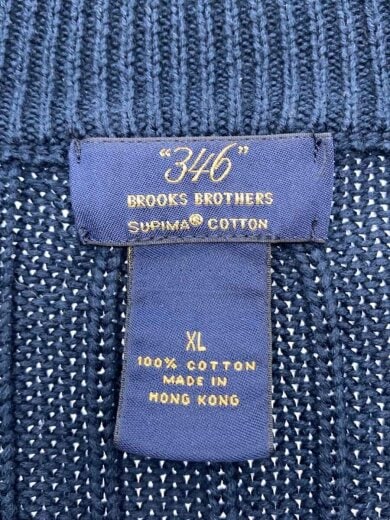 "346"
BROOKS BROTHERS
SUPIMA® COTTON
XL
100% COTTON
MADE IN
HONG KONG